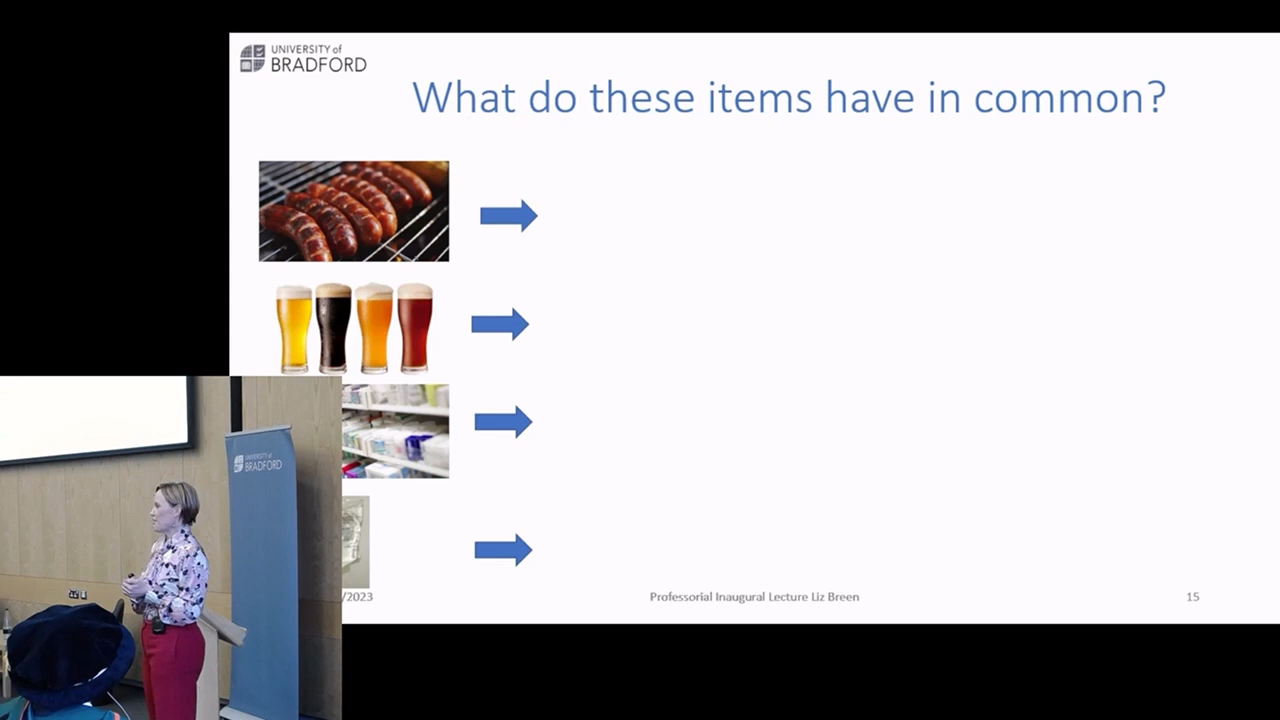 UNIVERSITY of
BRADFORD
What do these items have in common?
UNIVERSITY of
BRADFORD
/2023
Professorial Inaugural Lecture Liz Breen
15